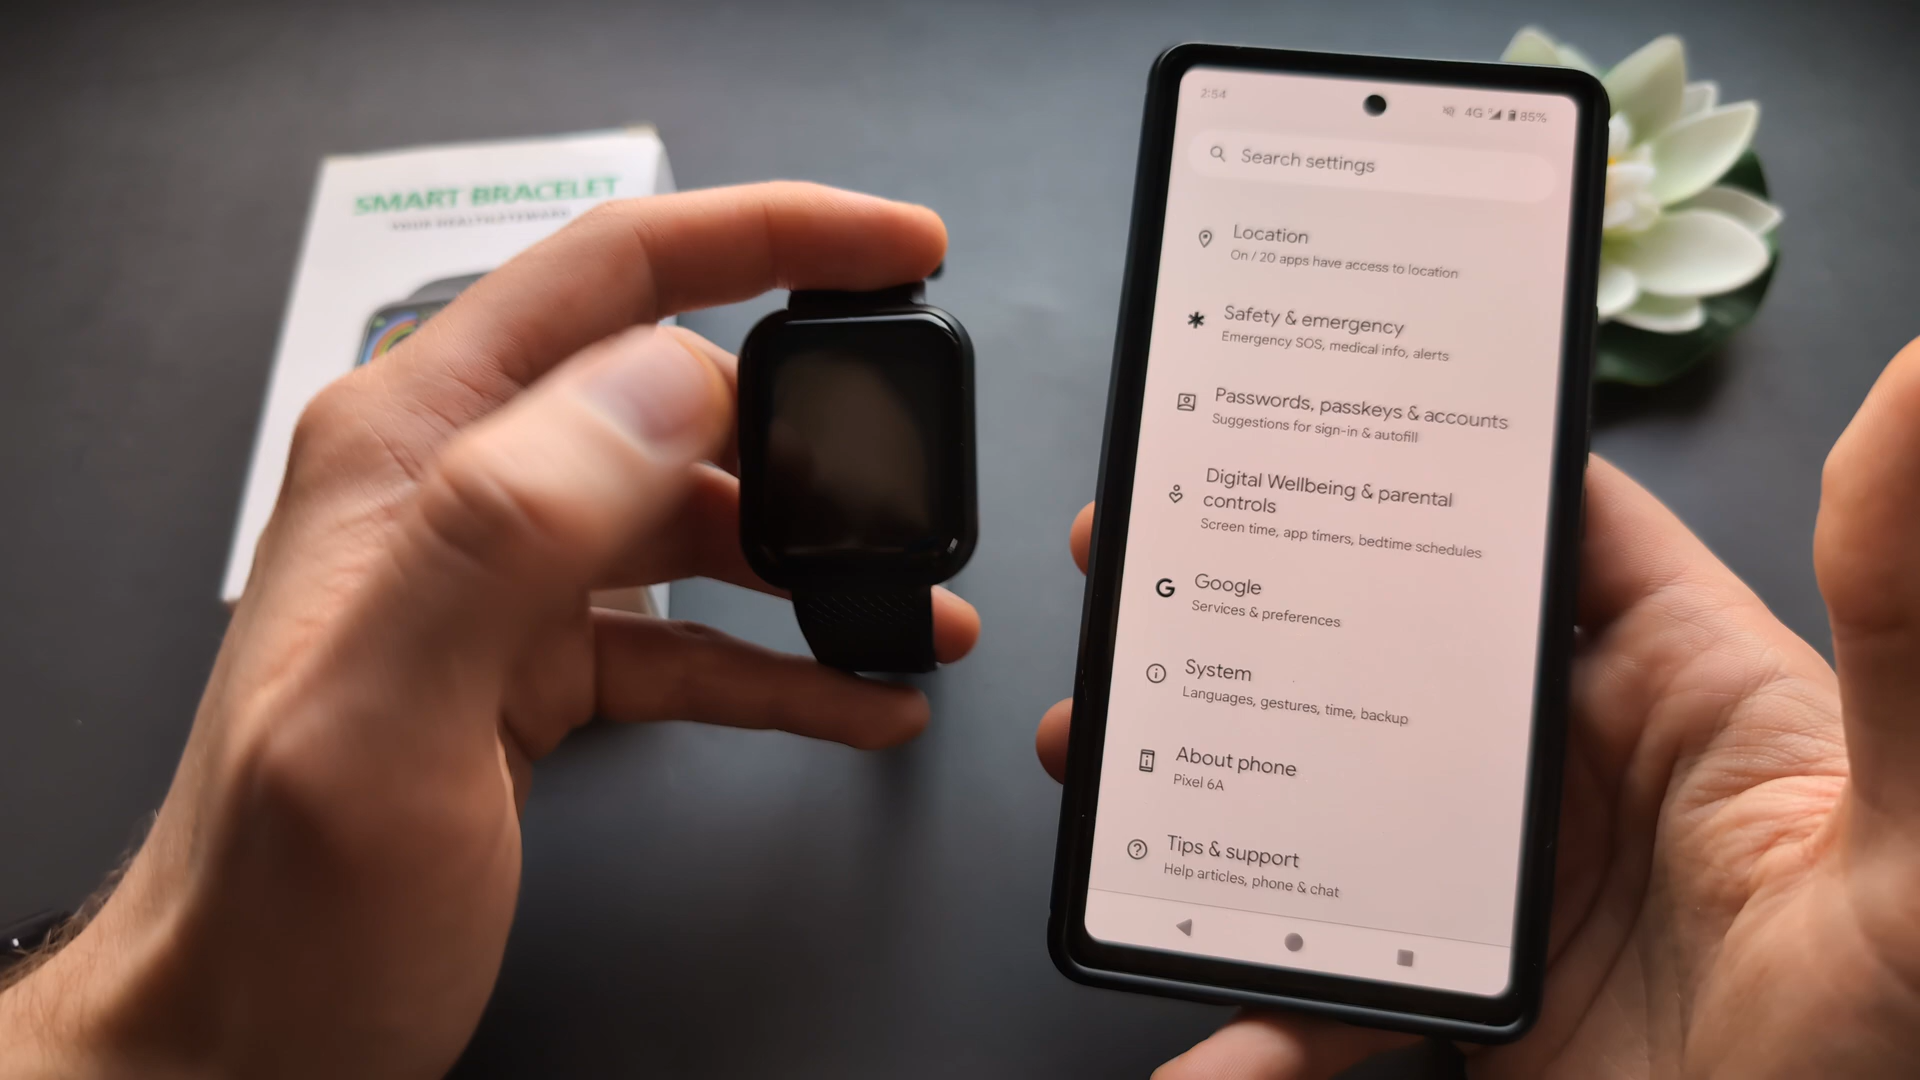 SMART BRACELET
YOUR HEALTH STEWARD
2:54
4G 85%
Search settings
Location
On / 20 apps have access to location
Safety & emergency
Emergency SOS, medical info, alerts
Passwords, passkeys & accounts
Suggestions for sign-in & autofill
Digital Wellbeing & parental
controls
Screen time, app timers, bedtime schedules
Google
Services & preferences
System
Languages, gestures, time, backup
About phone
Pixel 6A
Tips & support
Help articles, phone & chat